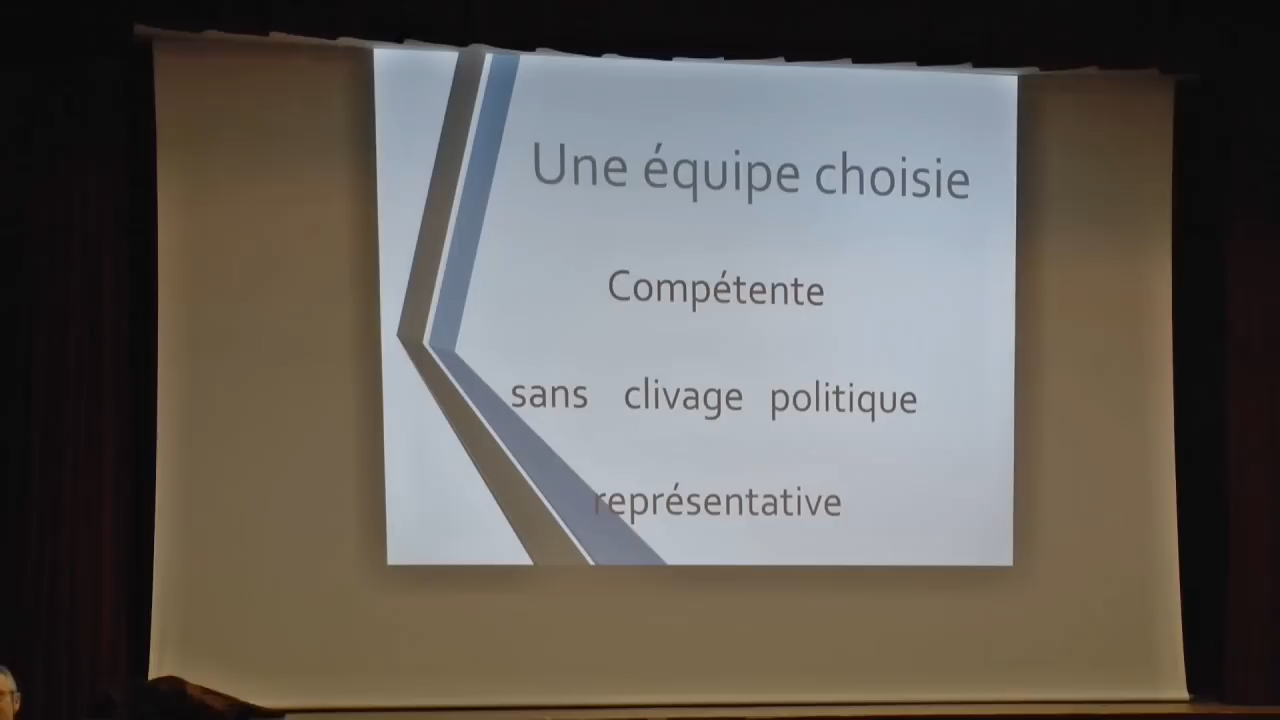 Une équipe choisie
Compétente
sans clivage politique
représentative